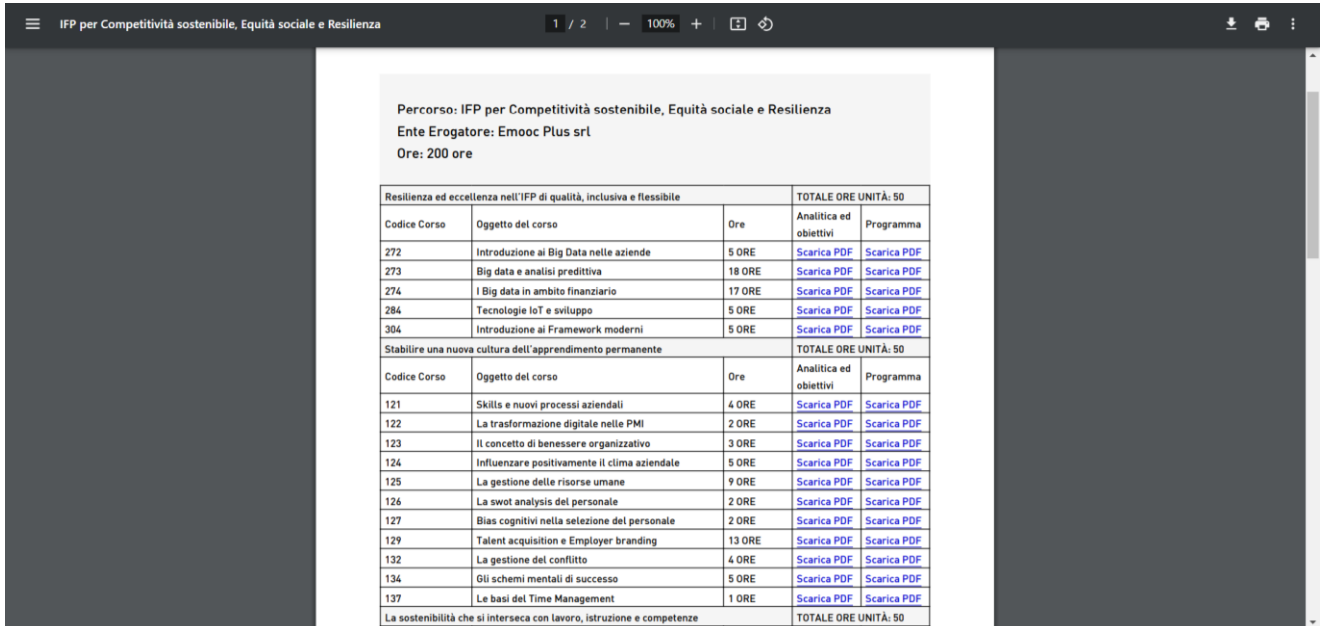 IFP per Competitività sostenibile, Equità sociale e Resilienza 1 / 2 | — 100% + |
Percorso: IFP per Competitività sostenibile, Equità sociale e Resilienza
Ente Erogatore: Emooc Plus srl
Ore: 200 ore
Resilienza ed eccellenza nell'IFP di qualità, inclusiva e flessibile TOTALE ORE UNITÀ: 50
Codice Corso Oggetto del corso Ore Analitica ed obiettivi Programma
272 Introduzione ai Big Data nelle aziende 5 ORE Scarica PDF Scarica PDF
273 Big data e analisi predittiva 18 ORE Scarica PDF Scarica PDF
274 I Big data in ambito finanziario 17 ORE Scarica PDF Scarica PDF
284 Tecnologie IoT e sviluppo 5 ORE Scarica PDF Scarica PDF
304 Introduzione ai Framework moderni 5 ORE Scarica PDF Scarica PDF
Stabilire una nuova cultura dell'apprendimento permanente TOTALE ORE UNITÀ: 50
Codice Corso Oggetto del corso Ore Analitica ed obiettivi Programma
121 Skills e nuovi processi aziendali 4 ORE Scarica PDF Scarica PDF
122 La trasformazione digitale nelle PMI 2 ORE Scarica PDF Scarica PDF
123 Il concetto di benessere organizzativo 3 ORE Scarica PDF Scarica PDF
124 Influenzare positivamente il clima aziendale 5 ORE Scarica PDF Scarica PDF
125 La gestione delle risorse umane 9 ORE Scarica PDF Scarica PDF
126 La swot analysis del personale 2 ORE Scarica PDF Scarica PDF
127 Bias cognitivi nella selezione del personale 2 ORE Scarica PDF Scarica PDF
129 Talent acquisition e Employer branding 13 ORE Scarica PDF Scarica PDF
132 La gestione del conflitto 4 ORE Scarica PDF Scarica PDF
134 Gli schemi mentali di successo 5 ORE Scarica PDF Scarica PDF
137 Le basi del Time Management 1 ORE Scarica PDF Scarica PDF
La sostenibilità che si interseca con lavoro, istruzione e competenze TOTALE ORE UNITÀ: 50